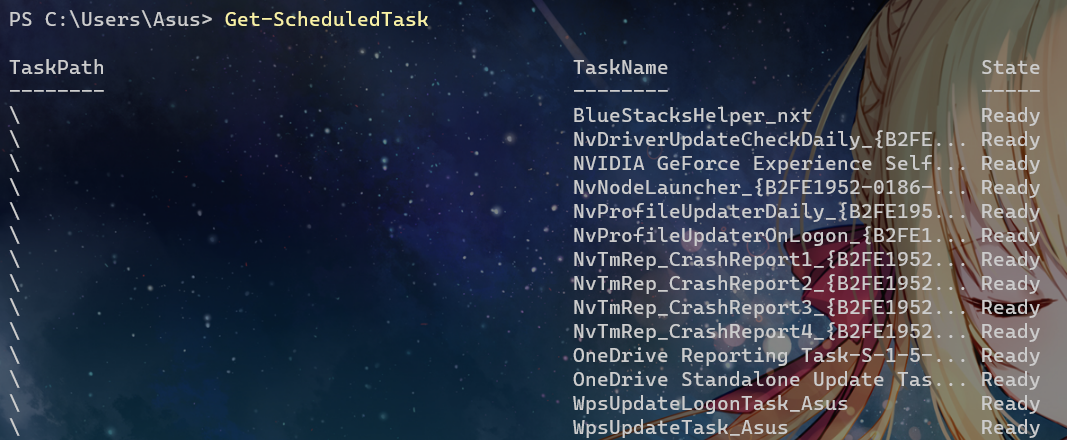 PS C:\Users\Asus> Get-ScheduledTask
TaskPath TaskName State
-------- -------- -----
\ BlueStacksHelper_nxt Ready
\ NvDriverUpdateCheckDaily_{B2FE... Ready
\ NVIDIA GeForce Experience Self... Ready
\ NvNodeLauncher_{B2FE1952-0186-... Ready
\ NvProfileUpdaterDaily_{B2FE195... Ready
\ NvProfileUpdaterOnLogon_{B2FE1... Ready
\ NvTmRep_CrashReport1_{B2FE1952... Ready
\ NvTmRep_CrashReport2_{B2FE1952... Ready
\ NvTmRep_CrashReport3_{B2FE1952... Ready
\ NvTmRep_CrashReport4_{B2FE1952... Ready
\ OneDrive Reporting Task-S-1-5-... Ready
\ OneDrive Standalone Update Tas... Ready
\ WpsUpdateLogonTask_Asus Ready
\ WpsUpdateTask_Asus Ready